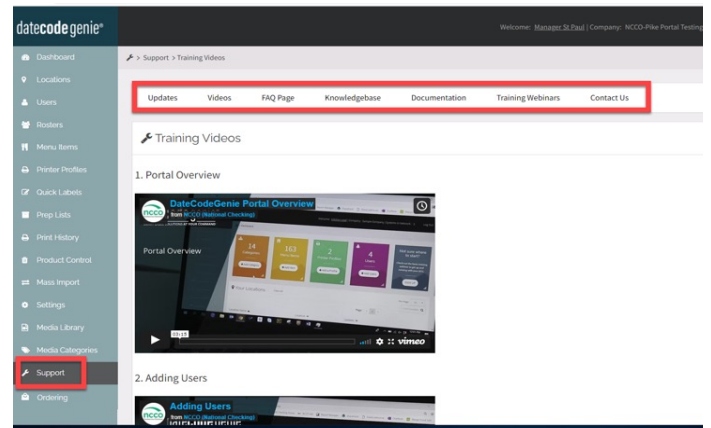 datecodegenie®
Welcome: Manager St Paul | Company: NCCO-Pike Portal Testing
Dashboard
Locations
Users
Rosters
Menu Items
Printer Profiles
Quick Labels
Prep Lists
Print History
Product Control
Mass Import
Settings
Media Library
Media Categories
Support
Ordering
> Support > Training Videos
Updates Videos FAQ Page Knowledgebase Documentation Training Webinars Contact Us
Training Videos
1. Portal Overview
ncco
DateCodeGenie Portal Overview
from NCCO (National Checking)
Portal Overview
14
163
2
4
Users
Your Locations
03:15
vimeo
2. Adding Users
ncco
Adding Users
from NCCO (National Checking)